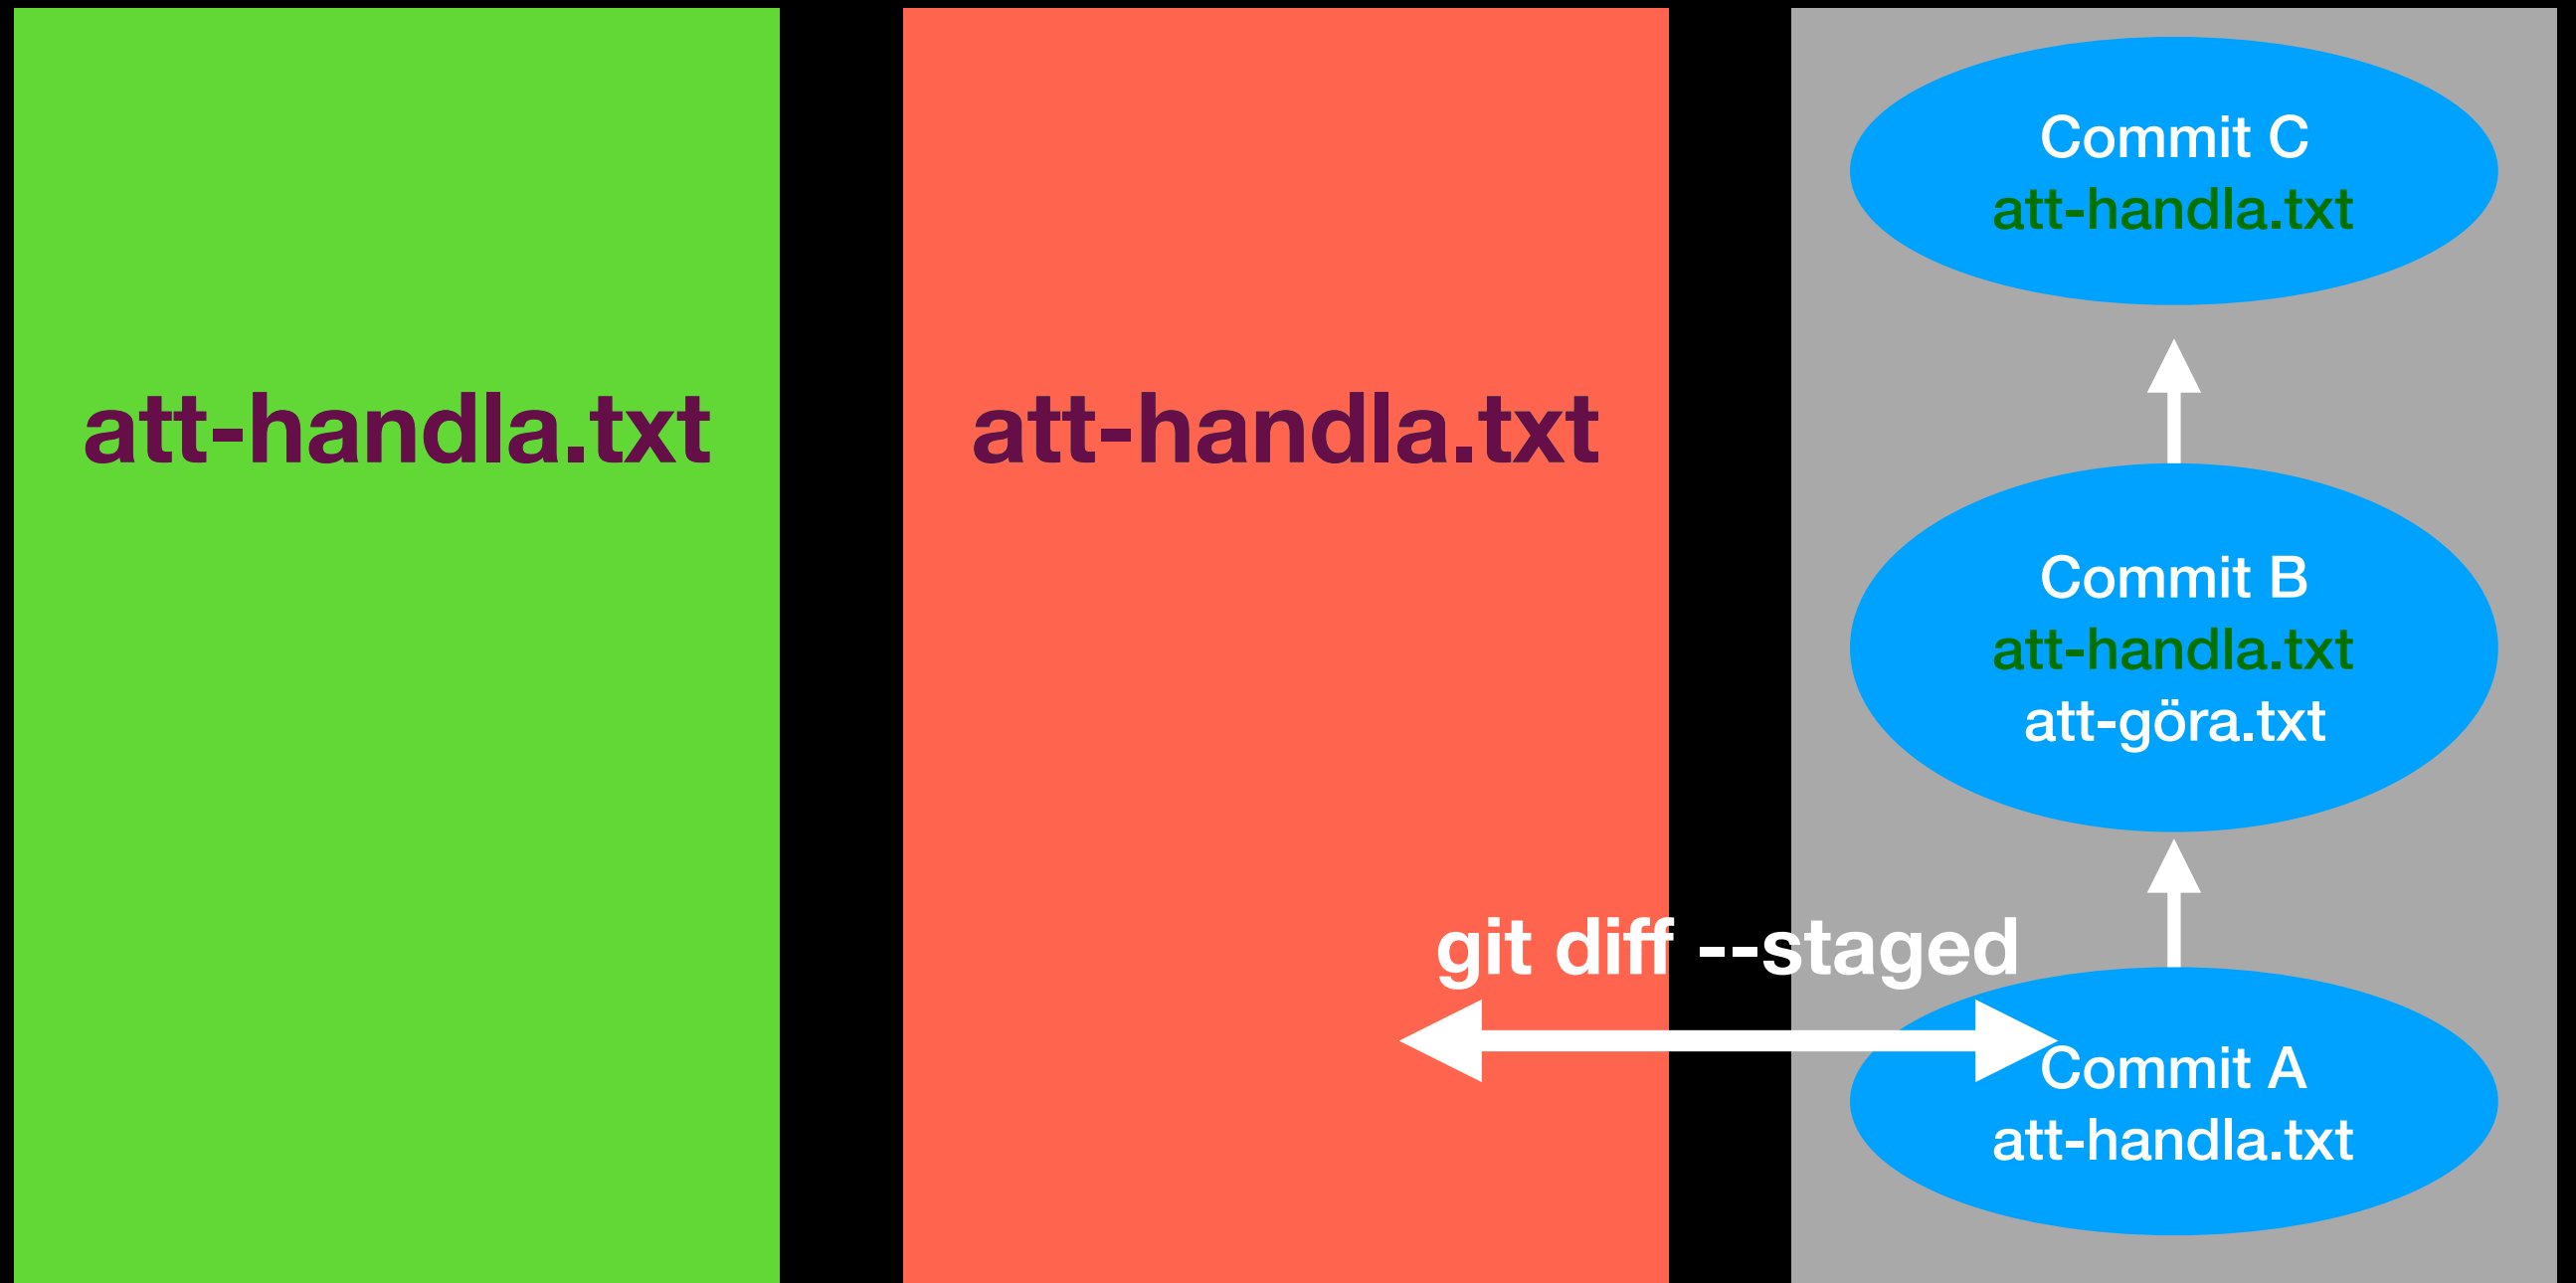 att-handla.txt
att-handla.txt
Commit C
att-handla.txt
Commit B
att-handla.txt
att-göra.txt
git diff --staged
Commit A
att-handla.txt